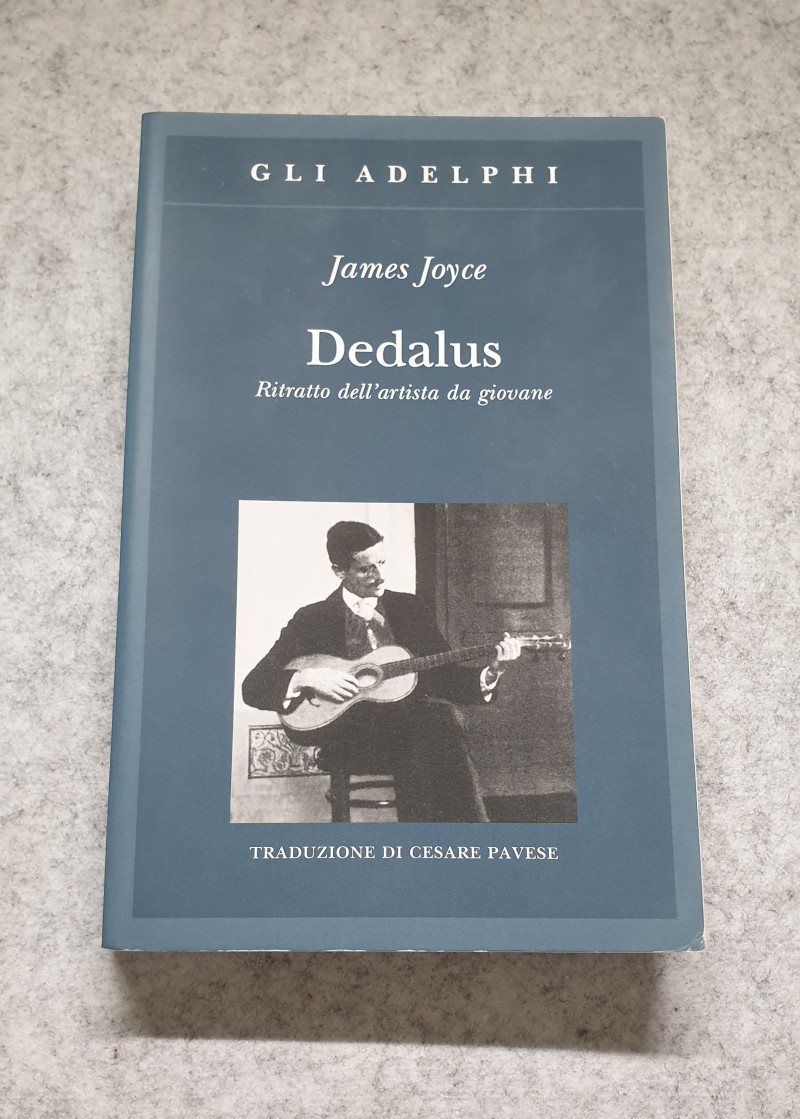 GLI ADELPHI
James Joyce
Dedalus
Ritratto dell'artista da giovane
TRADUZIONE DI CESARE PAVESE